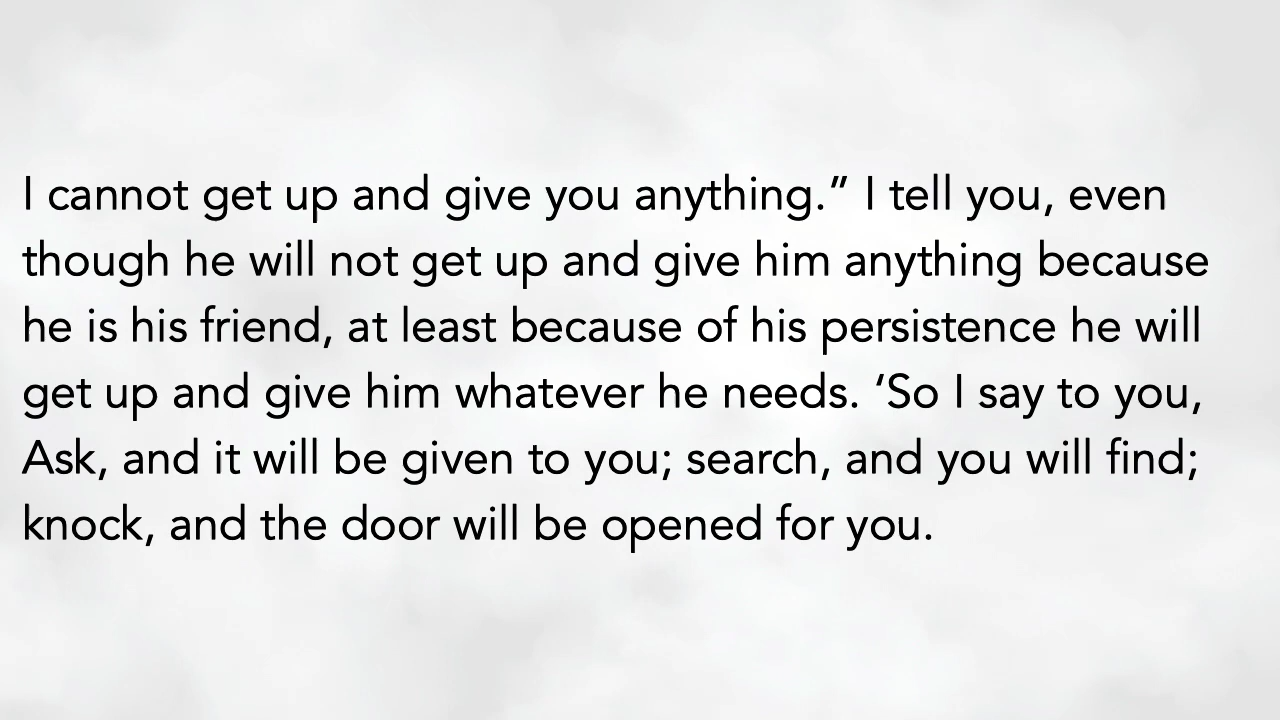 I cannot get up and give you anything.” I tell you, even
though he will not get up and give him anything because
he is his friend, at least because of his persistence he will
get up and give him whatever he needs. ‘So I say to you,
Ask, and it will be given to you; search, and you will find;
knock, and the door will be opened for you.